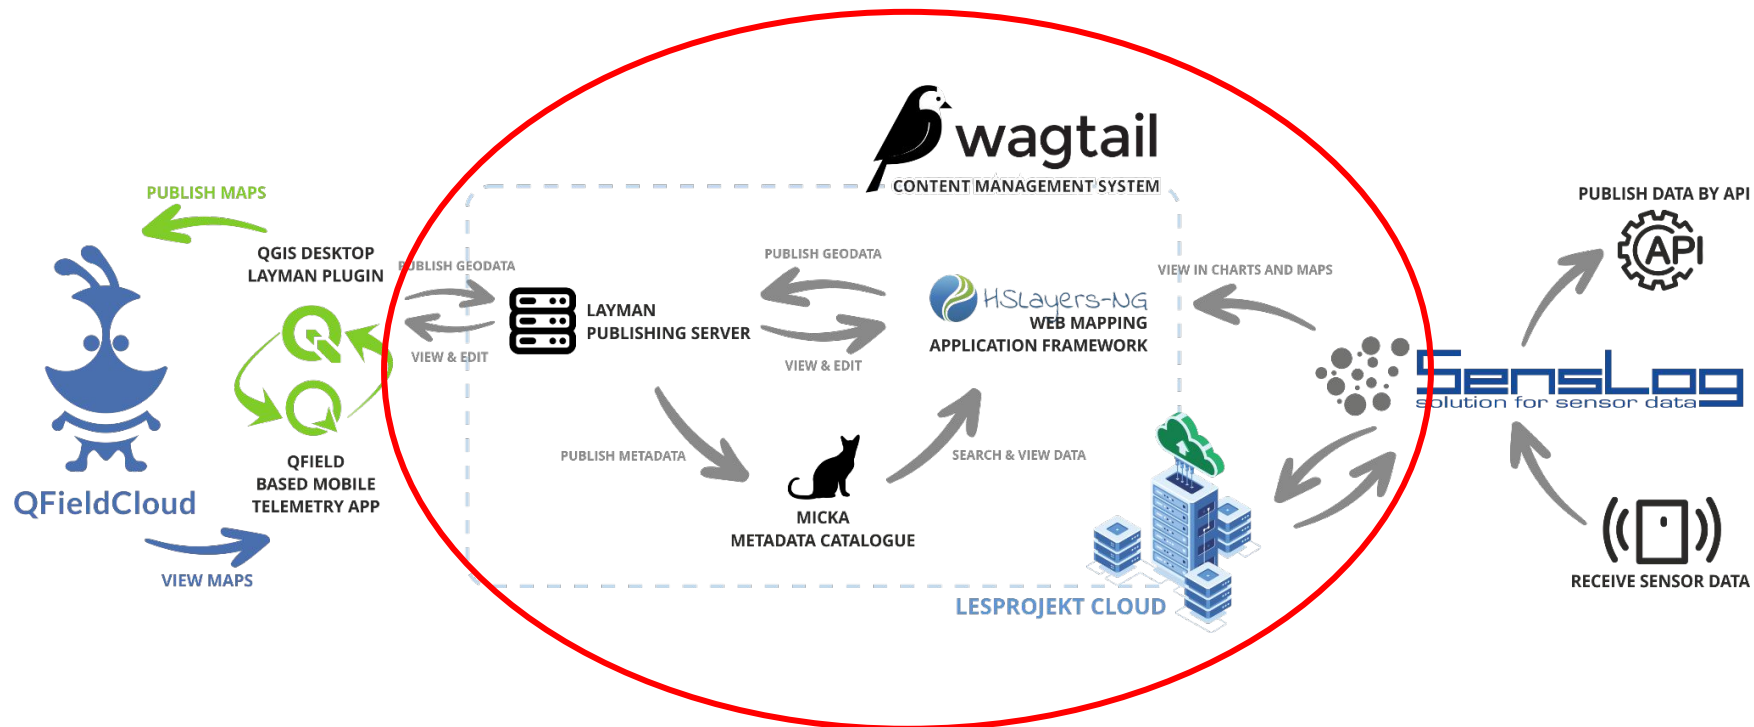 wagtail
CONTENT MANAGEMENT SYSTEM
PUBLISH MAPS
QGIS DESKTOP
LAYMAN PLUGIN
PUBLISH GEODATA
VIEW & EDIT
LAYMAN
PUBLISHING SERVER
PUBLISH GEODATA
VIEW & EDIT
HSLayers-NG
WEB MAPPING
APPLICATION FRAMEWORK
VIEW IN CHARTS AND MAPS
PUBLISH DATA BY API
API
SensLog
solution for sensor data
QFieldCloud
QFIELD
BASED MOBILE
TELEMETRY APP
VIEW MAPS
PUBLISH METADATA
MICKA
METADATA CATALOGUE
SEARCH & VIEW DATA
LESPROJEKT CLOUD
RECEIVE SENSOR DATA